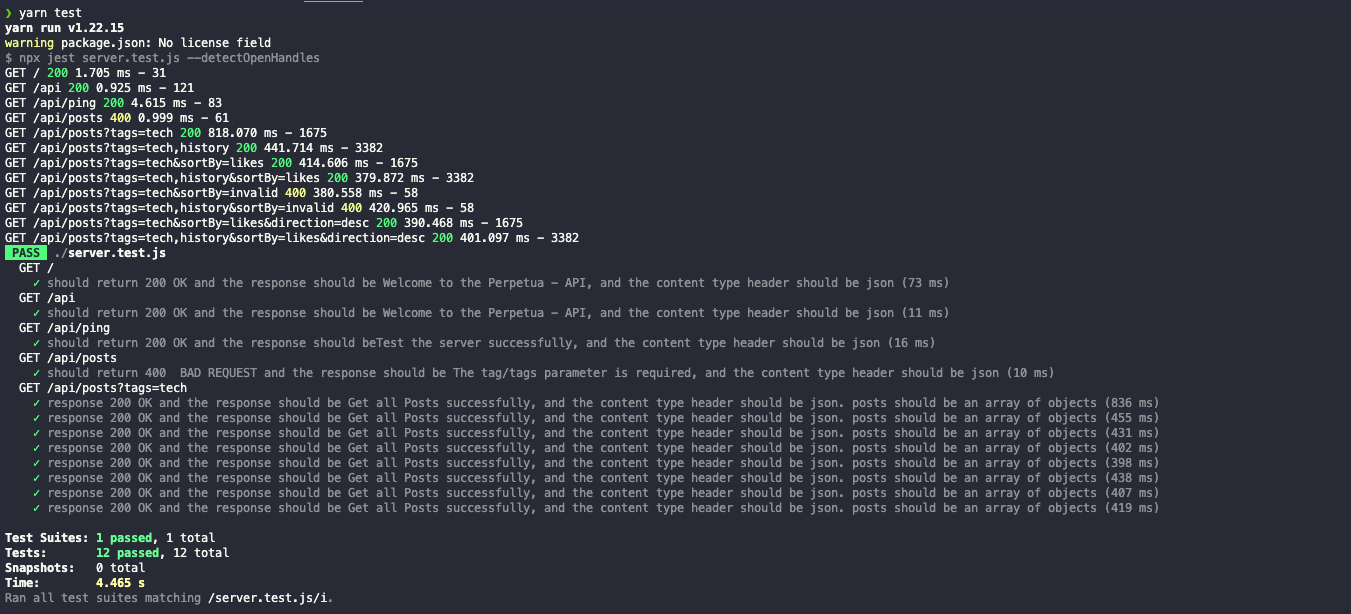 ❯ yarn test
yarn run v1.22.15
warning package.json: No license field
$ npx jest server.test.js --detectOpenHandles
GET / 200 1.705 ms - 31
GET /api 200 0.925 ms - 121
GET /api/ping 200 4.615 ms - 83
GET /api/posts 400 0.999 ms - 61
GET /api/posts?tags=tech 200 818.070 ms - 1675
GET /api/posts?tags=tech,history 200 441.714 ms - 3382
GET /api/posts?tags=tech&sortBy=likes 200 414.606 ms - 1675
GET /api/posts?tags=tech,history&sortBy=likes 200 379.872 ms - 3382
GET /api/posts?tags=tech&sortBy=invalid 400 380.558 ms - 58
GET /api/posts?tags=tech,history&sortBy=invalid 400 420.965 ms - 58
GET /api/posts?tags=tech&sortBy=likes&direction=desc 200 390.468 ms - 1675
GET /api/posts?tags=tech,history&sortBy=likes&direction=desc 200 401.097 ms - 3382
PASS ./server.test.js
GET /
✓ should return 200 OK and the response should be Welcome to the Perpetua - API, and the content type header should be json (73 ms)
GET /api
✓ should return 200 OK and the response should be Welcome to the Perpetua - API, and the content type header should be json (11 ms)
GET /api/ping
✓ should return 200 OK and the response should beTest the server successfully, and the content type header should be json (16 ms)
GET /api/posts
✓ should return 400  BAD REQUEST and the response should be The tag/tags parameter is required, and the content type header should be json (10 ms)
GET /api/posts?tags=tech
✓ response 200 OK and the response should be Get all Posts successfully, and the content type header should be json. posts should be an array of objects (836 ms)
✓ response 200 OK and the response should be Get all Posts successfully, and the content type header should be json. posts should be an array of objects (455 ms)
✓ response 200 OK and the response should be Get all Posts successfully, and the content type header should be json. posts should be an array of objects (431 ms)
✓ response 200 OK and the response should be Get all Posts successfully, and the content type header should be json. posts should be an array of objects (402 ms)
✓ response 200 OK and the response should be Get all Posts successfully, and the content type header should be json. posts should be an array of objects (398 ms)
✓ response 200 OK and the response should be Get all Posts successfully, and the content type header should be json. posts should be an array of objects (438 ms)
✓ response 200 OK and the response should be Get all Posts successfully, and the content type header should be json. posts should be an array of objects (407 ms)
✓ response 200 OK and the response should be Get all Posts successfully, and the content type header should be json. posts should be an array of objects (419 ms)
Test Suites: 1 passed, 1 total
Tests: 12 passed, 12 total
Snapshots: 0 total
Time: 4.465 s
Ran all test suites matching /server.test.js/i.